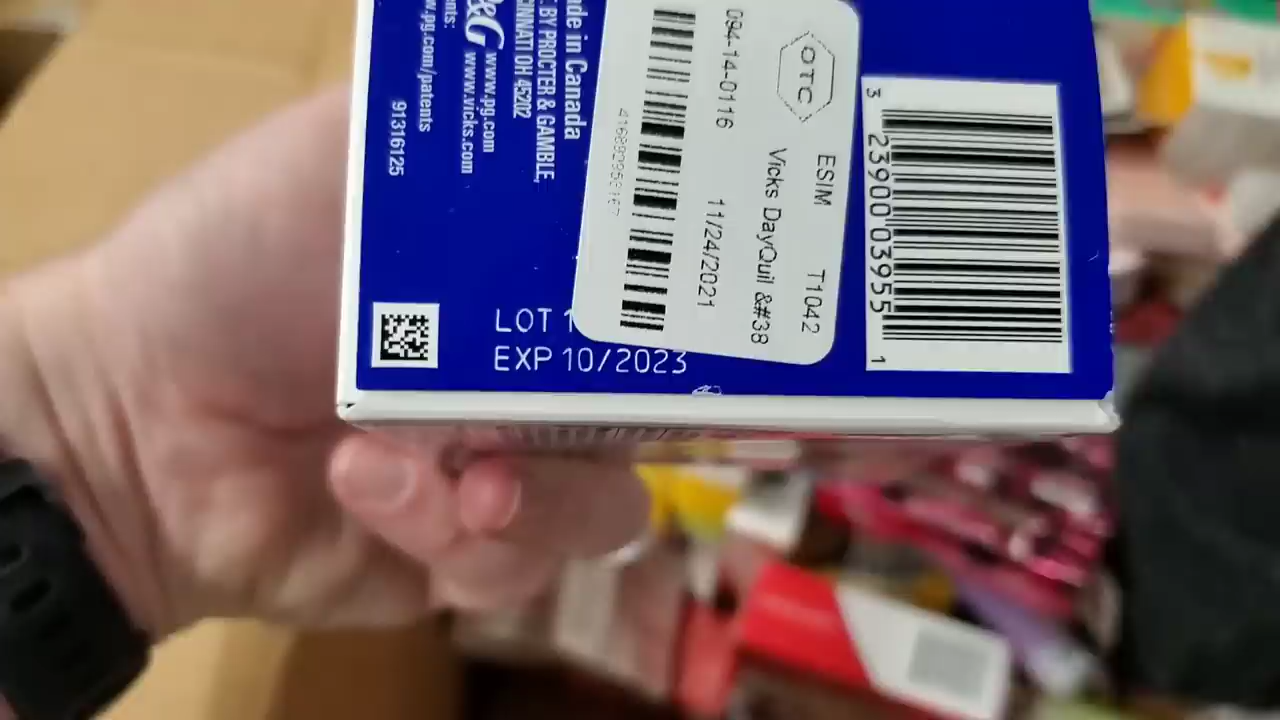 de in Canada
. BY PROCTER & GAMBLE,
CINNATI OH 45202
&G www.pg.com
www.vicks.com
nts:
w.pg.com/patents
91316125
LOT 1
EXP 10/2023
OTC
ESIM T1042
Vicks DayQuil &#38
094-14-0116 11/24/2021
3 23900 03955 1